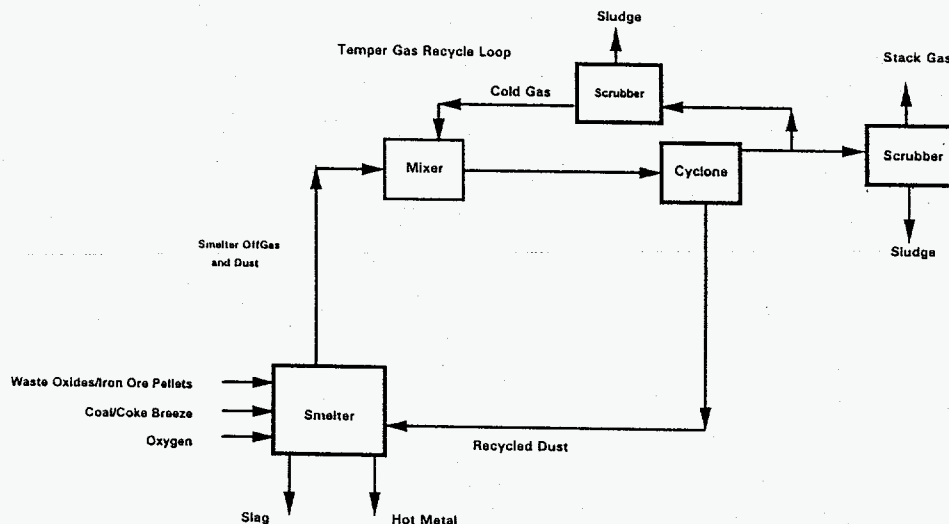 Sludge
Temper Gas Recycle Loop
Stack Gas
Cold Gas
Scrubber
Mixer
Cyclone
Scrubber
Smelter OffGas
and Dust
Sludge
Waste Oxides/Iron Ore Pellets
Coal/Coke Breeze
Smelter
Oxygen
Recycled Dust
Slag
Hot Metal